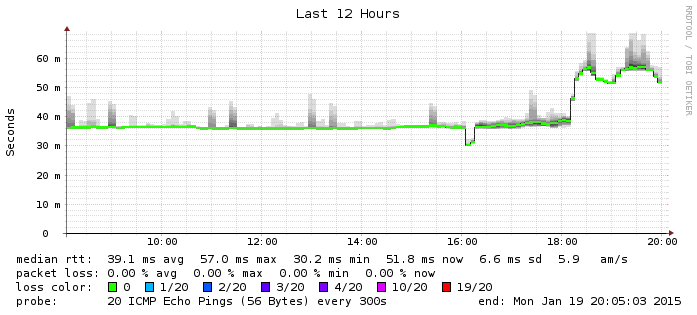 Last 12 Hours
RRDTOOL / TOBI OETIKER
Seconds
60 m
50 m
40 m
30 m
20 m
10 m
0
10:00 12:00 14:00 16:00 18:00 20:00
median rtt: 39.1 ms avg 57.0 ms max 30.2 ms min 51.8 ms now 6.6 ms sd 5.9 am/s
packet loss: 0.00 % avg 0.00 % max 0.00 % min 0.00 % now
loss color: 0 1/20 2/20 3/20 4/20 10/20 19/20
probe: 20 ICMP Echo Pings (56 Bytes) every 300s end: Mon Jan 19 20:05:03 2015